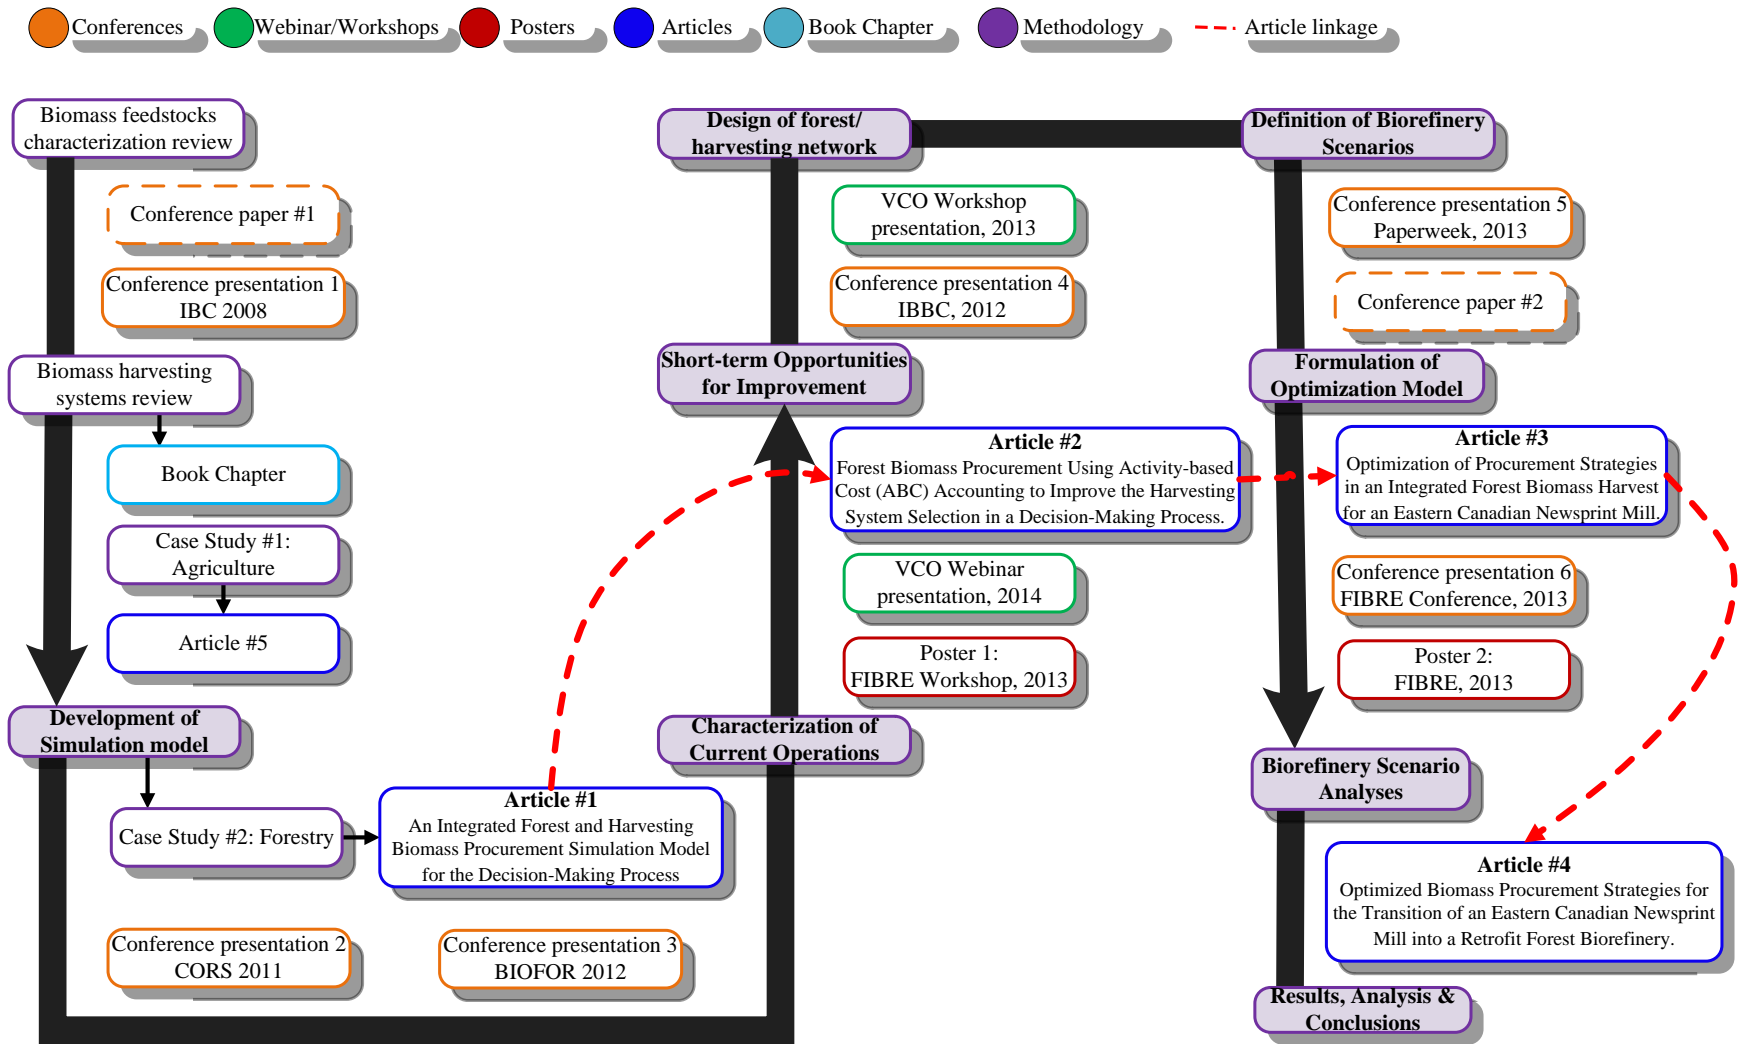 Conferences
Webinar/Workshops
Posters
Articles
Book Chapter
Methodology
Article linkage
Biomass feedstocks
characterization review
Conference paper #1
Conference presentation 1
IBC 2008
Biomass harvesting
systems review
Book Chapter
Case Study #1:
Agriculture
Article #5
Development of
Simulation model
Case Study #2: Forestry
Article #1
An Integrated Forest and Harvesting
Biomass Procurement Simulation Model
for the Decision-Making Process
Conference presentation 2
CORS 2011
Conference presentation 3
BIOFOR 2012
Design of forest/
harvesting network
VCO Workshop
presentation, 2013
Conference presentation 4
IBBC, 2012
Short-term Opportunities
for Improvement
Article #2
Forest Biomass Procurement Using Activity-based
Cost (ABC) Accounting to Improve the Harvesting
System Selection in a Decision-Making Process.
VCO Webinar
presentation, 2014
Poster 1:
FIBRE Workshop, 2013
Characterization of
Current Operations
Definition of Biorefinery
Scenarios
Conference presentation 5
Paperweek, 2013
Conference paper #2
Formulation of
Optimization Model
Article #3
Optimization of Procurement Strategies
in an Integrated Forest Biomass Harvest
for an Eastern Canadian Newsprint Mill.
Conference presentation 6
FIBRE Conference, 2013
Poster 2:
FIBRE, 2013
Biorefinery Scenario
Analyses
Article #4
Optimized Biomass Procurement Strategies for
the Transition of an Eastern Canadian Newsprint
Mill into a Retrofit Forest Biorefinery.
Results, Analysis &
Conclusions